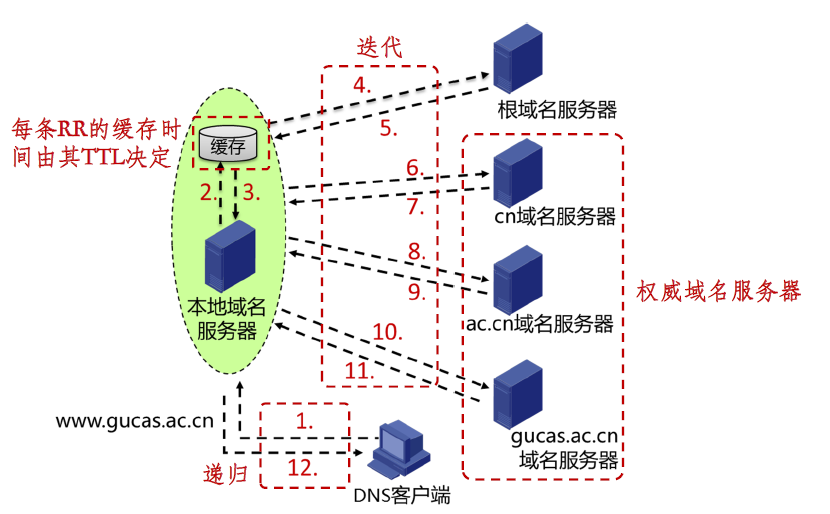 迭代
4.
根域名服务器
5.
每条RR的缓存时
间由其TTL决定
缓存
6.
2.
3.
7.
cn域名服务器
8.
9.
权威域名服务器
本地域名
服务器
ac.cn域名服务器
10.
11.
www.gucas.ac.cn
1.
gucas.ac.cn
域名服务器
递归
12.
DNS客户端